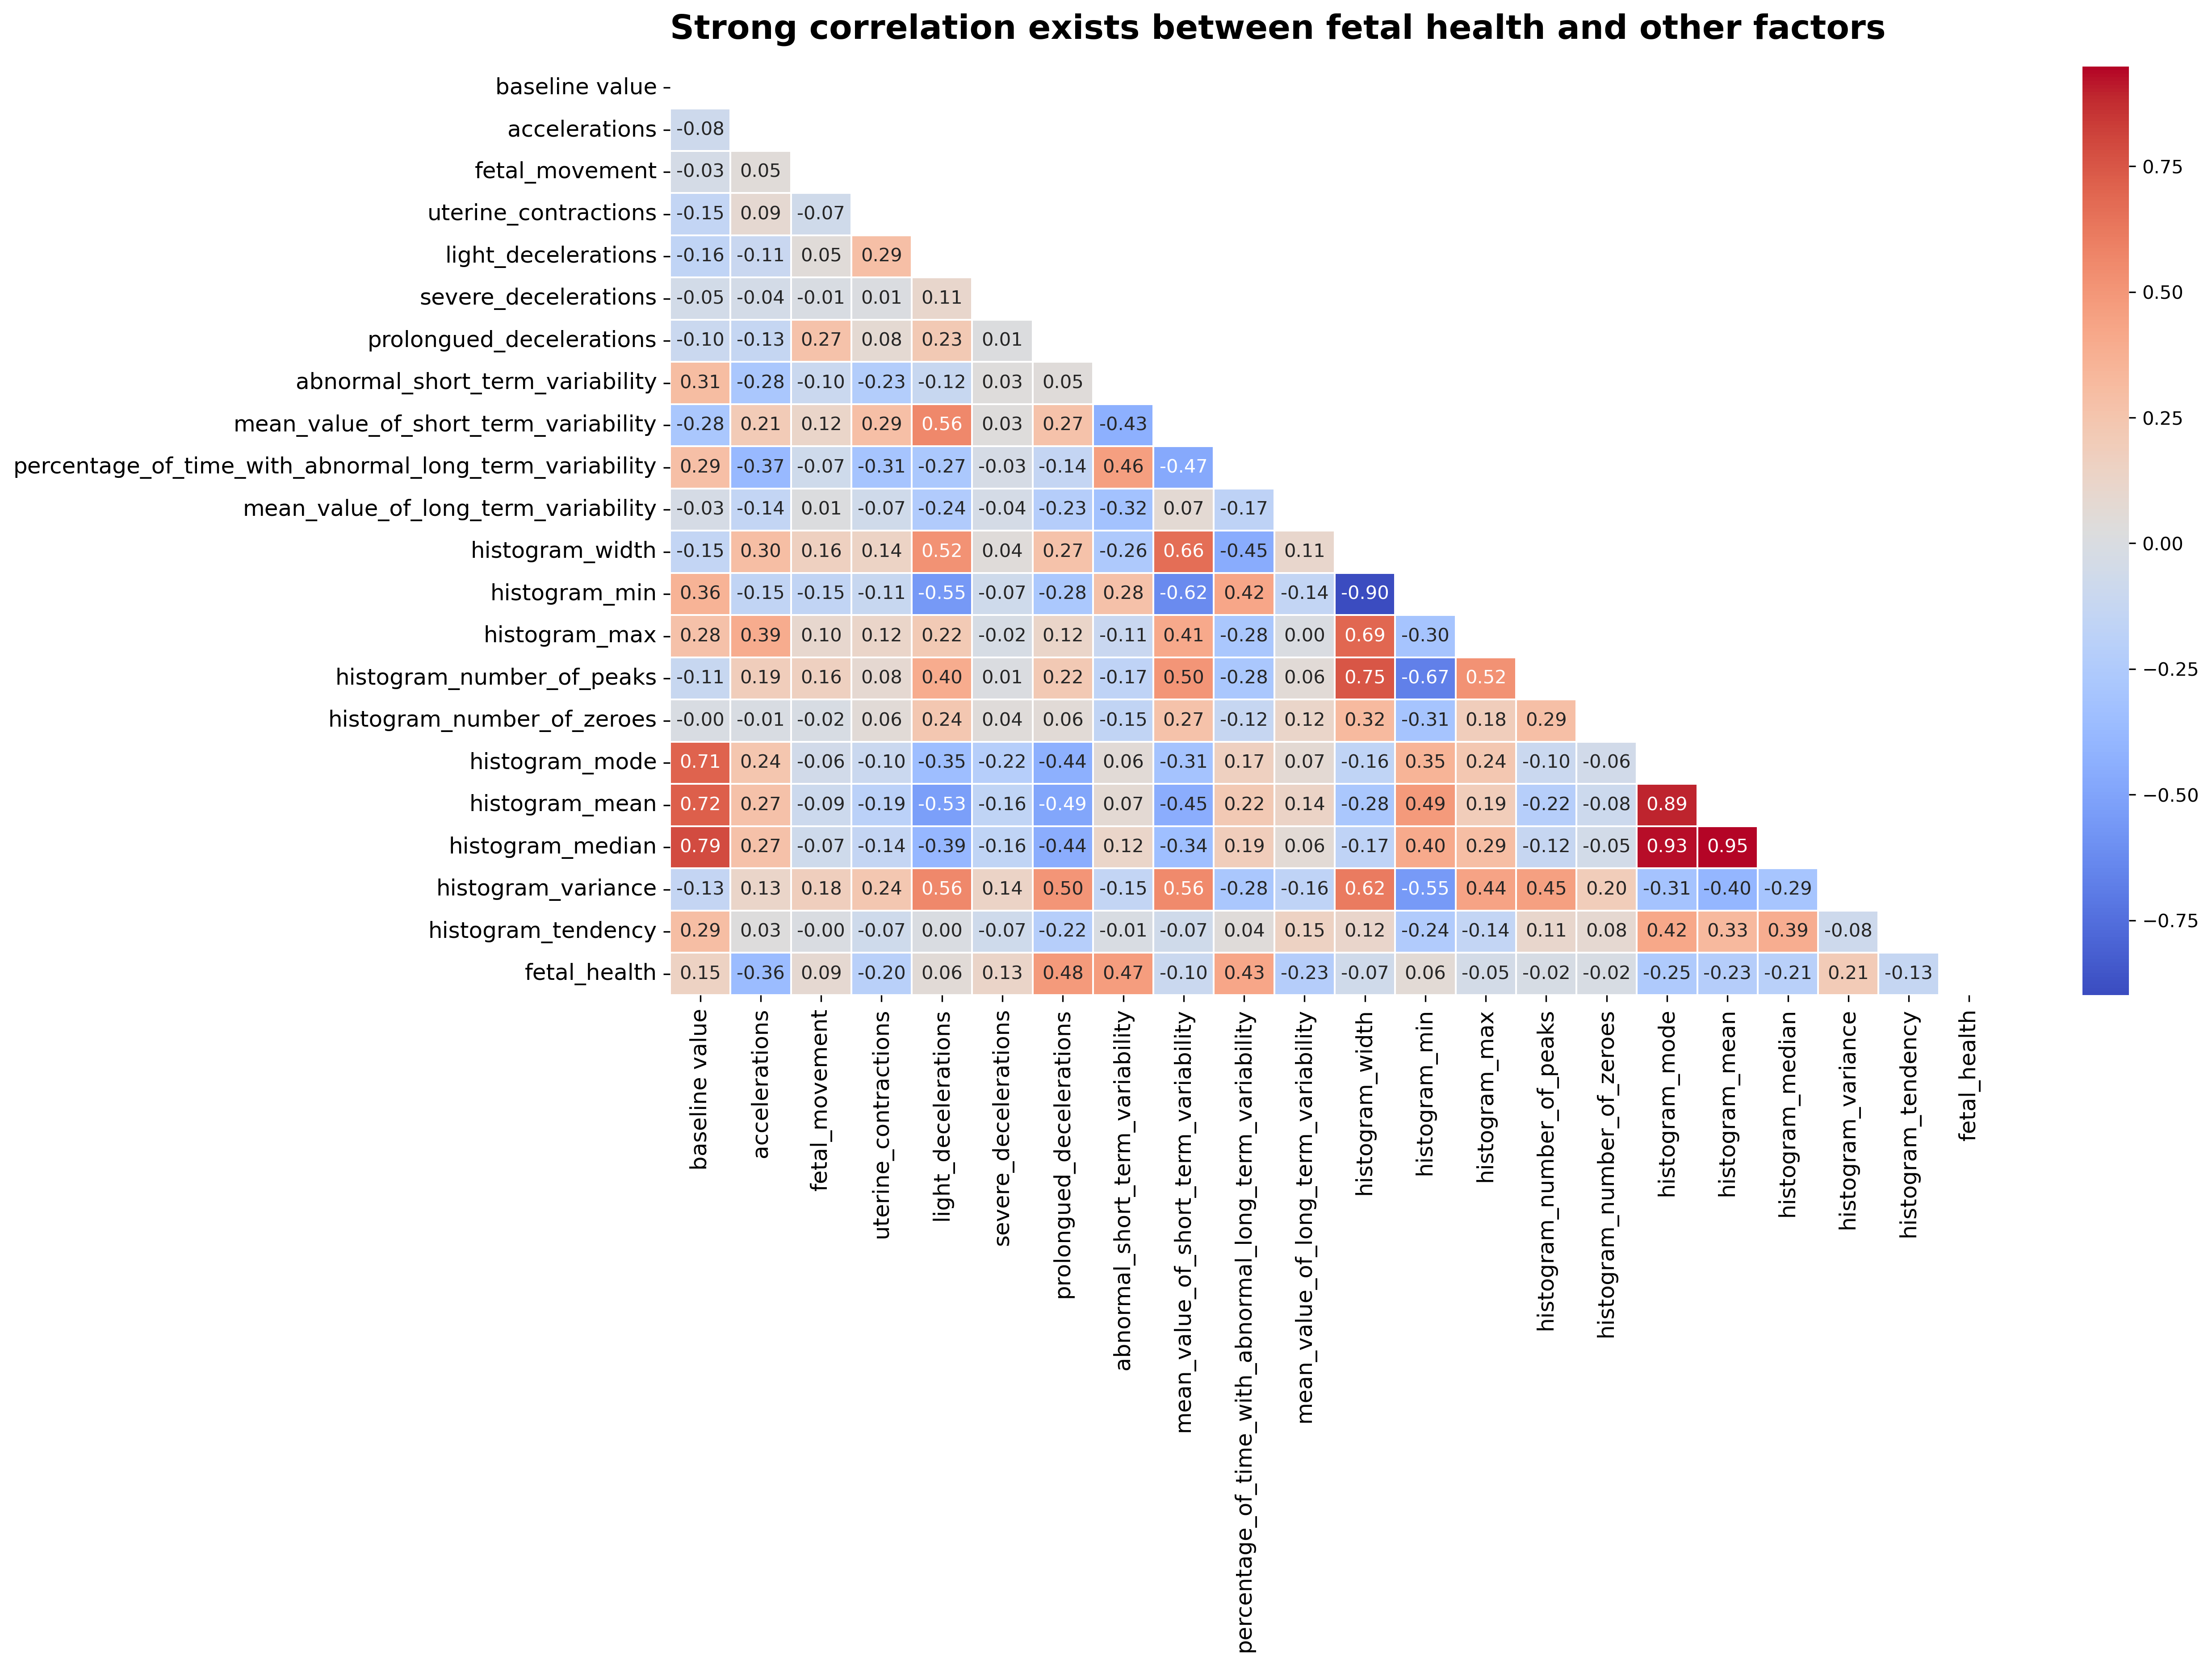 Strong correlation exists between fetal health and other factors
baseline value
accelerations -0.08
fetal_movement -0.03 0.05
uterine_contractions -0.15 0.09 -0.07
light_decelerations -0.16 -0.11 0.05 0.29
severe_decelerations -0.05 -0.04 -0.01 0.01 0.11
prolongued_decelerations -0.10 -0.13 0.27 0.08 0.23 0.01
abnormal_short_term_variability 0.31 -0.28 -0.10 -0.23 -0.12 0.03 0.05
mean_value_of_short_term_variability -0.28 0.21 0.12 0.29 0.56 0.03 0.27 -0.43
percentage_of_time_with_abnormal_long_term_variability 0.29 -0.37 -0.07 -0.31 -0.27 -0.03 -0.14 0.46 -0.47
mean_value_of_long_term_variability -0.03 -0.14 0.01 -0.07 -0.24 -0.04 -0.23 -0.32 0.07 -0.17
histogram_width -0.15 0.30 0.16 0.14 0.52 0.04 0.27 -0.26 0.66 -0.45 0.11
histogram_min 0.36 -0.15 -0.15 -0.11 -0.55 -0.07 -0.28 0.28 -0.62 0.42 -0.14 -0.90
histogram_max 0.28 0.39 0.10 0.12 0.22 -0.02 0.12 -0.11 0.41 -0.28 0.00 0.69 -0.30
histogram_number_of_peaks -0.11 0.19 0.16 0.08 0.40 0.01 0.22 -0.17 0.50 -0.28 0.06 0.75 -0.67 0.52
histogram_number_of_zeroes -0.00 -0.01 -0.02 0.06 0.24 0.04 0.06 -0.15 0.27 -0.12 0.12 0.32 -0.31 0.18 0.29
histogram_mode 0.71 0.24 -0.06 -0.10 -0.35 -0.22 -0.44 0.06 -0.31 0.17 0.07 -0.16 0.35 0.24 -0.10 -0.06
histogram_mean 0.72 0.27 -0.09 -0.19 -0.53 -0.16 -0.49 0.07 -0.45 0.22 0.14 -0.28 0.49 0.19 -0.22 -0.08 0.89
histogram_median 0.79 0.27 -0.07 -0.14 -0.39 -0.16 -0.44 0.12 -0.34 0.19 0.06 -0.17 0.40 0.29 -0.12 -0.05 0.93 0.95
histogram_variance -0.13 0.13 0.18 0.24 0.56 0.14 0.50 -0.15 0.56 -0.28 -0.16 0.62 -0.55 0.44 0.45 0.20 -0.31 -0.40 -0.29
histogram_tendency 0.29 0.03 -0.00 -0.07 0.00 -0.07 -0.22 -0.01 -0.07 0.04 0.15 0.12 -0.24 -0.14 0.11 0.08 0.42 0.33 0.39 -0.08
fetal_health 0.15 -0.36 0.09 -0.20 0.06 0.13 0.48 0.47 -0.10 0.43 -0.23 -0.07 0.06 -0.05 -0.02 -0.02 -0.25 -0.23 -0.21 0.21 -0.13
baseline value
accelerations
fetal_movement
uterine_contractions
light_decelerations
severe_decelerations
prolongued_decelerations
abnormal_short_term_variability
mean_value_of_short_term_variability
percentage_of_time_with_abnormal_long_term_variability
mean_value_of_long_term_variability
histogram_width
histogram_min
histogram_max
histogram_number_of_peaks
histogram_number_of_zeroes
histogram_mode
histogram_mean
histogram_median
histogram_variance
histogram_tendency
fetal_health
0.75
0.50
0.25
0.00
−0.25
−0.50
−0.75